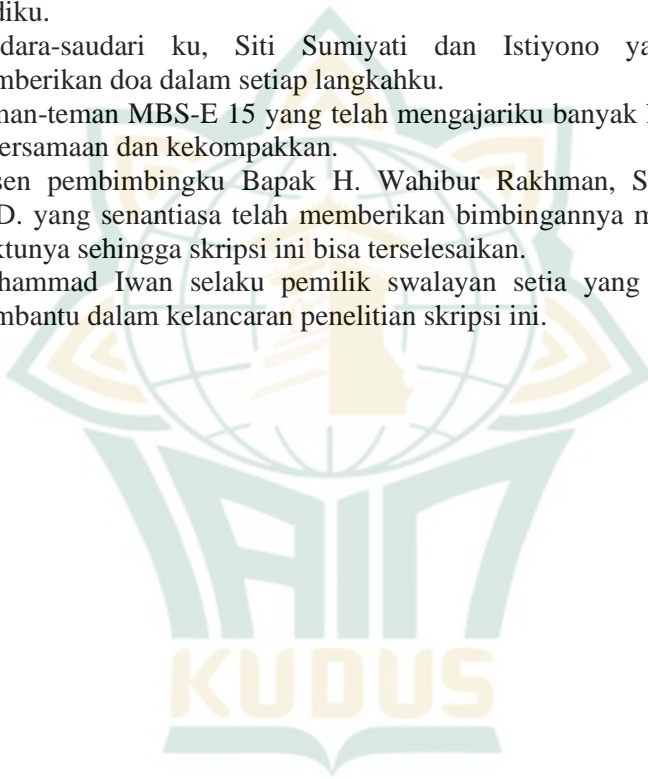 diku.
dara-saudari ku, Siti Sumiyati dan Istiyono ya
mberikan doa dalam setiap langkahku.
man-teman MBS-E 15 yang telah mengajariku banyak
ersamaan dan kekompakkan.
sen pembimbingku Bapak H. Wahibur Rakhman, S
D. yang senantiasa telah memberikan bimbingannya m
ktunya sehingga skripsi ini bisa terselesaikan.
hammad Iwan selaku pemilik swalayan setia yang
mbantu dalam kelancaran penelitian skripsi ini.
IAIN
KUDUS